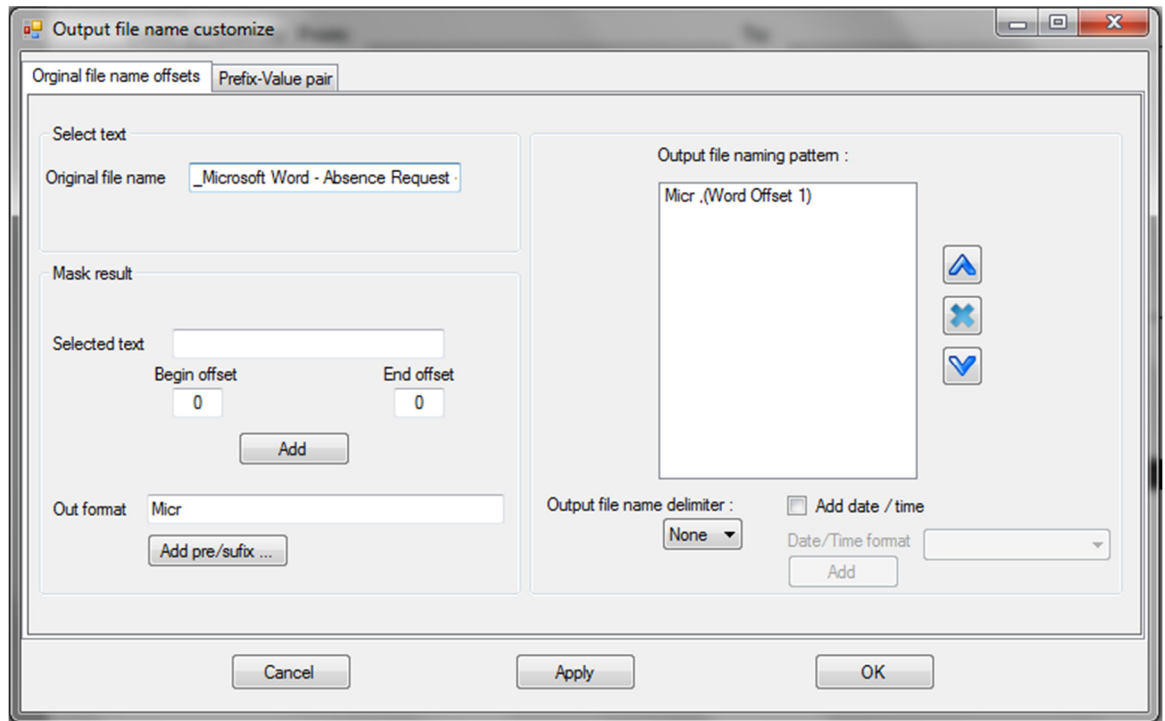 Output file name customize
Orginal file name offsets
Prefix-Value pair
Select text
Original file name
_Microsoft Word - Absence Request -
Mask result
Selected text
Begin offset
End offset
0
0
Add
Out format
Micr
Add pre/sufix ...
Output file naming pattern :
Micr ,(Word Offset 1)
Output file name delimiter :
None
Add date / time
Date/Time format
Add
Cancel
Apply
OK